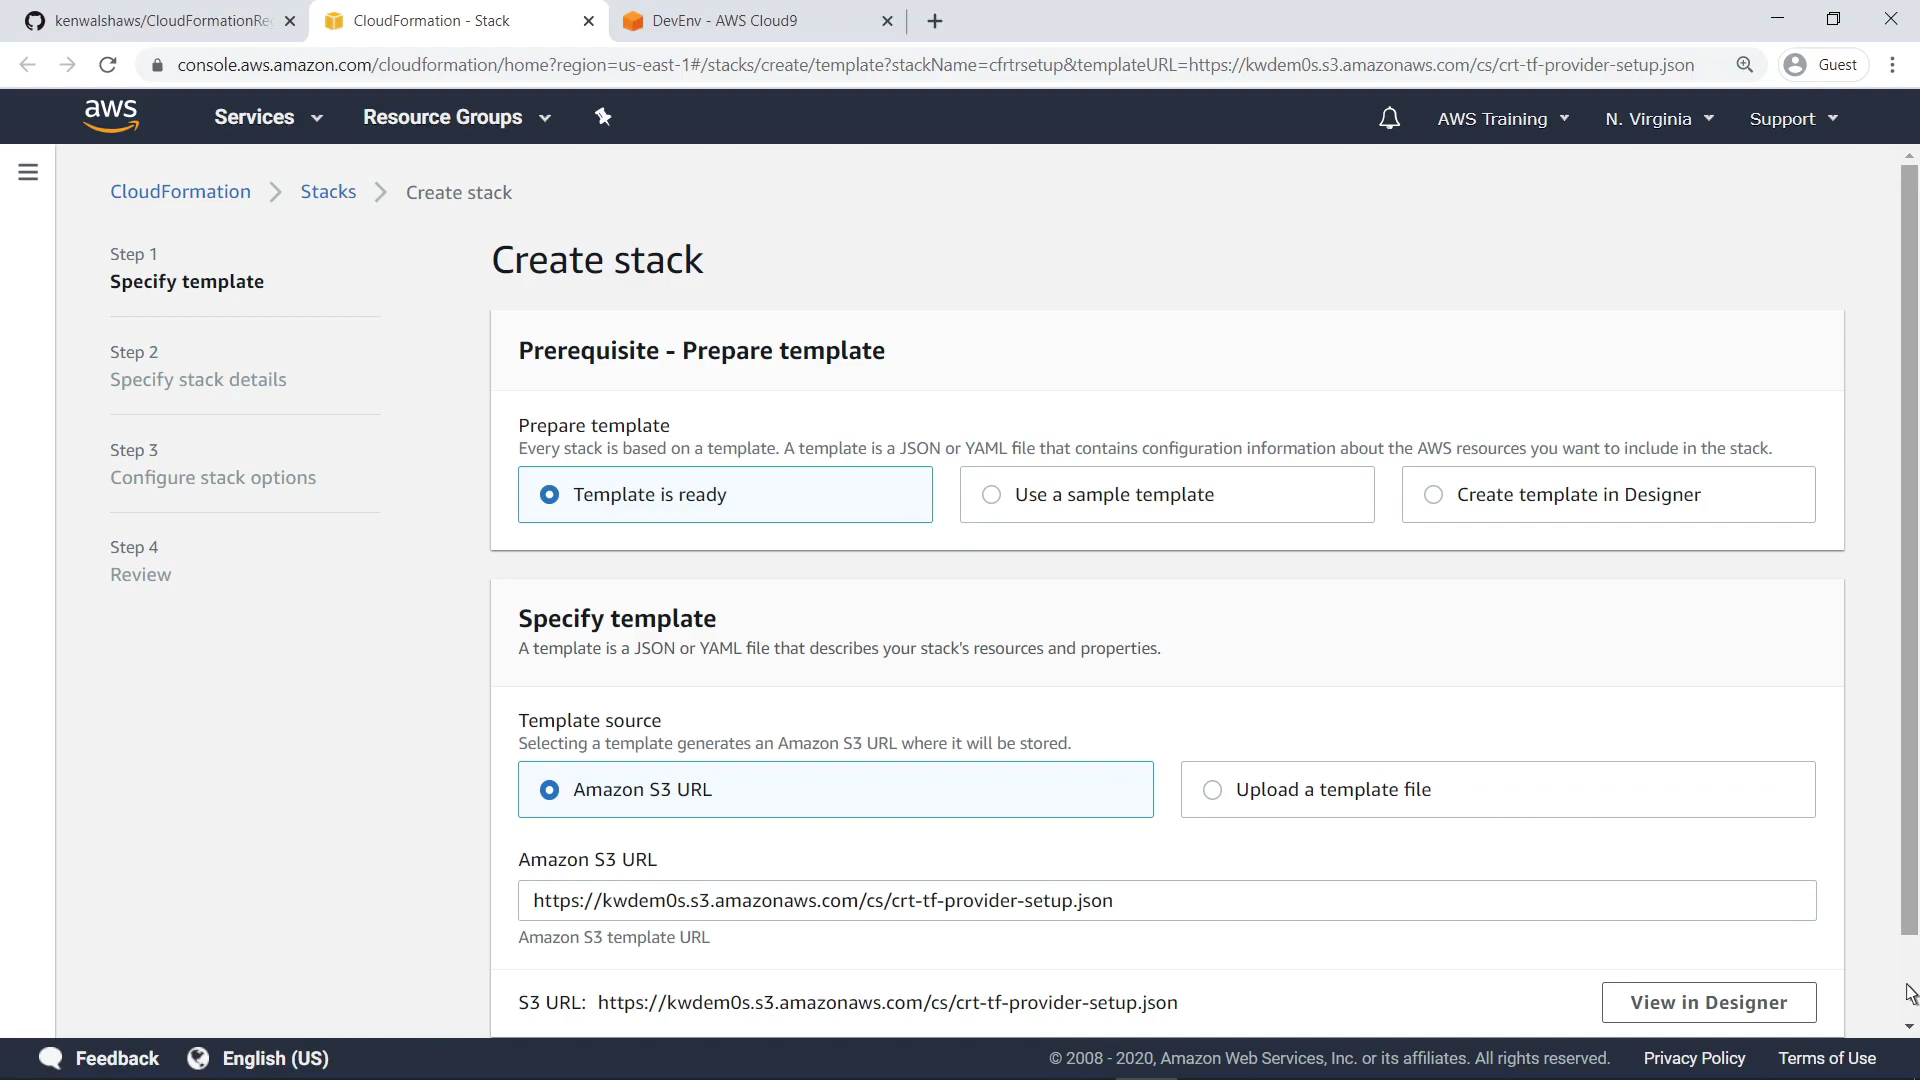 kenwalshaws/CloudFormationRe
CloudFormation - Stack
DevEnv - AWS Cloud9
console.aws.amazon.com/cloudformation/home?region=us-east-1#/stacks/create/template?stackName=cfrtrsetup&templateURL=https://kwdem0s.s3.amazonaws.com/cs/crt-tf-provider-setup.json
Guest
aws
Services
Resource Groups
AWS Training
N. Virginia
Support
CloudFormation
Stacks
Create stack
Step 1
Specify template
Step 2
Specify stack details
Step 3
Configure stack options
Step 4
Review
Create stack
Prerequisite - Prepare template
Prepare template
Every stack is based on a template. A template is a JSON or YAML file that contains configuration information about the AWS resources you want to include in the stack.
Template is ready
Use a sample template
Create template in Designer
Specify template
A template is a JSON or YAML file that describes your stack's resources and properties.
Template source
Selecting a template generates an Amazon S3 URL where it will be stored.
Amazon S3 URL
Upload a template file
Amazon S3 URL
https://kwdem0s.s3.amazonaws.com/cs/crt-tf-provider-setup.json
Amazon S3 template URL
S3 URL: https://kwdem0s.s3.amazonaws.com/cs/crt-tf-provider-setup.json
View in Designer
Feedback
English (US)
© 2008 - 2020, Amazon Web Services, Inc. or its affiliates. All rights reserved.
Privacy Policy
Terms of Use